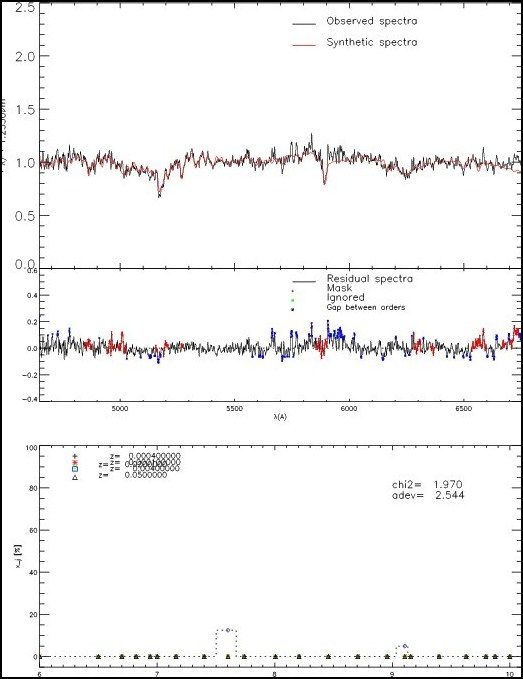 2.5
Observed spectra
Synthetic spectra
2.0
1.5
1.0
0.5
0.0
0.6
Residual spectra
Mask
Ignored
Gap between orders
0.4
0.2
0.0
-0.2
-0.4
5000 5500 6000 6500
λ(A)
100
z= 0.000400000
z=
z= 0.00400000
z= 0.0500000
chi2= 1.970
adev= 2.544
80
60
x_j [%]
40
20
0
6 7 8 9 10